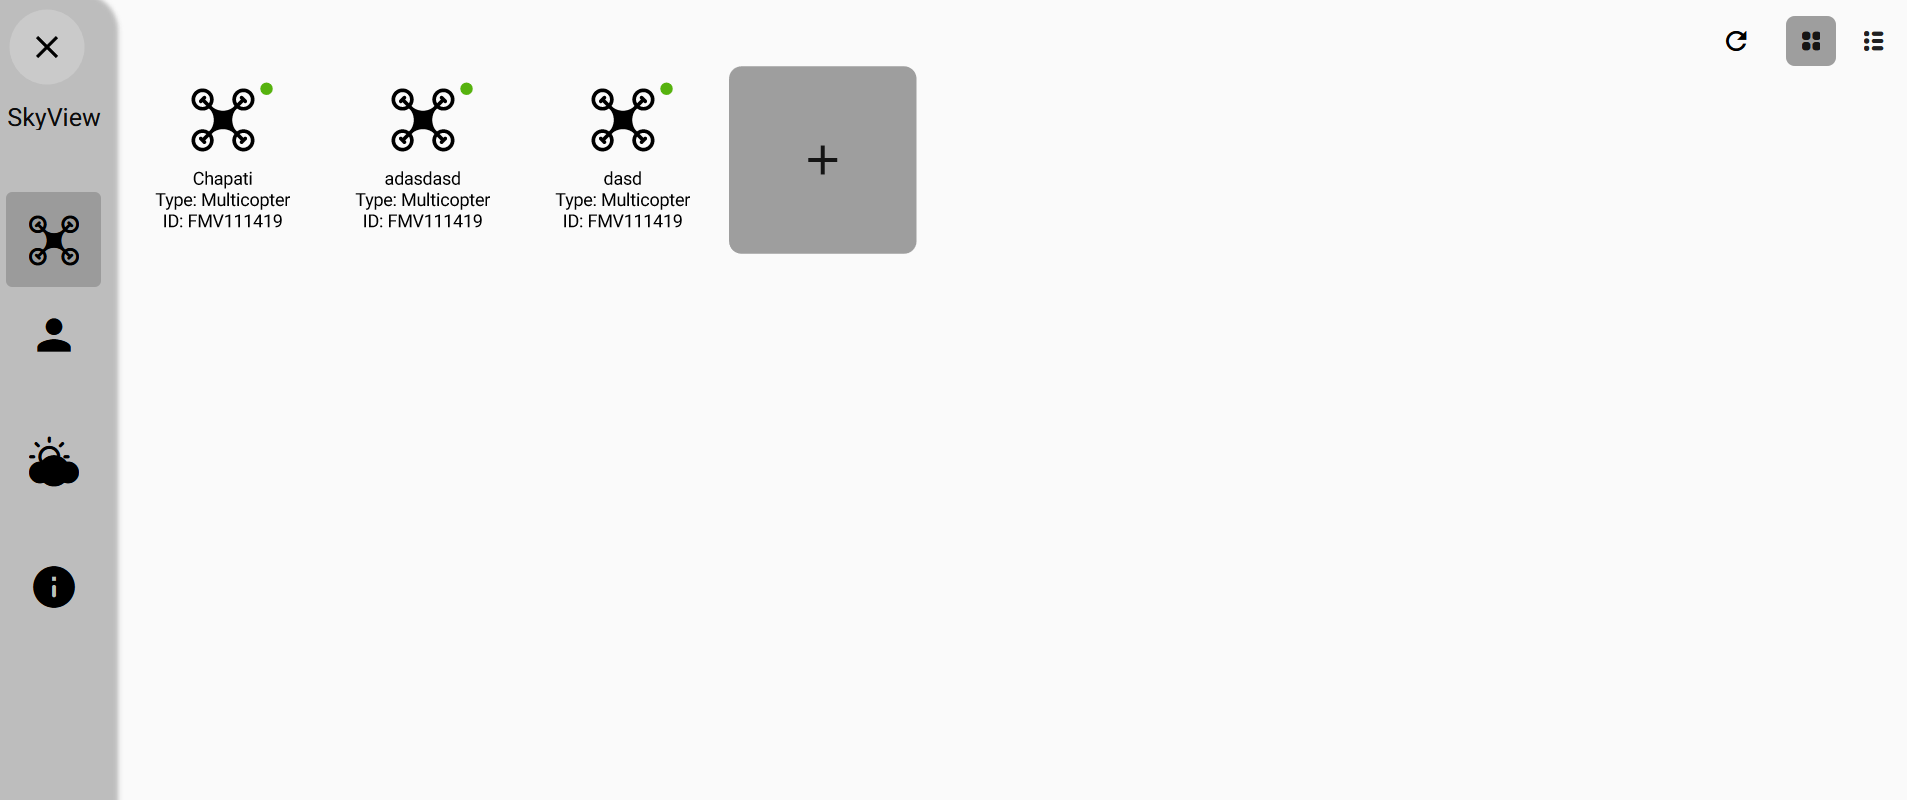 SkyView
Chapati
Type: Multicopter
ID: FMV111419
adasdasd
Type: Multicopter
ID: FMV111419
dasd
Type: Multicopter
ID: FMV111419